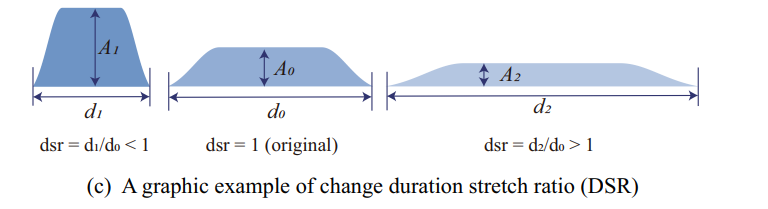 A₁
A₀
A₂
d₁
d₀
d₂
dsr = d₁/d₀ < 1
dsr = 1 (original)
dsr = d₂/d₀ > 1
(c) A graphic example of change duration stretch ratio (DSR)